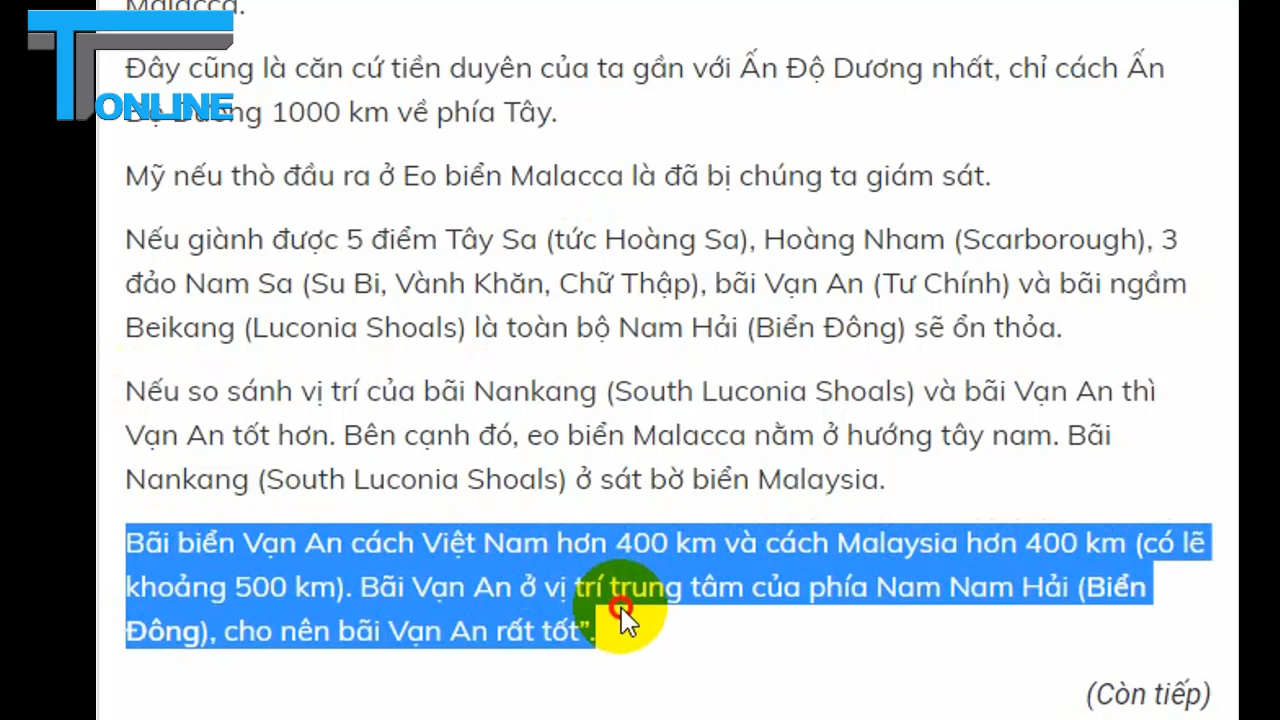 Malacca.
ONLINE
Đây cũng là căn cứ tiền duyên của ta gần với Ấn Độ Dương nhất, chỉ cách Ấn
Dương 1000 km về phía Tây.
Mỹ nếu thò đầu ra ở Eo biển Malacca là đã bị chúng ta giám sát.
Nếu giành được 5 điểm Tây Sa (tức Hoàng Sa), Hoàng Nham (Scarborough), 3
đảo Nam Sa (Su Bi, Vành Khăn, Chữ Thập), bãi Vạn An (Tư Chính) và bãi ngầm
Beikang (Luconia Shoals) là toàn bộ Nam Hải (Biển Đông) sẽ ổn thỏa.
Nếu so sánh vị trí của bãi Nankang (South Luconia Shoals) và bãi Vạn An thì
Vạn An tốt hơn. Bên cạnh đó, eo biển Malacca nằm ở hướng tây nam. Bãi
Nankang (South Luconia Shoals) ở sát bờ biển Malaysia.
Bãi biển Vạn An cách Việt Nam hơn 400 km và cách Malaysia hơn 400 km (có lẽ
khoảng 500 km). Bãi Vạn An ở vị trí trung tâm của phía Nam Nam Hải (Biển
Đông), cho nên bãi Vạn An rất tốt”.
(Còn tiếp)